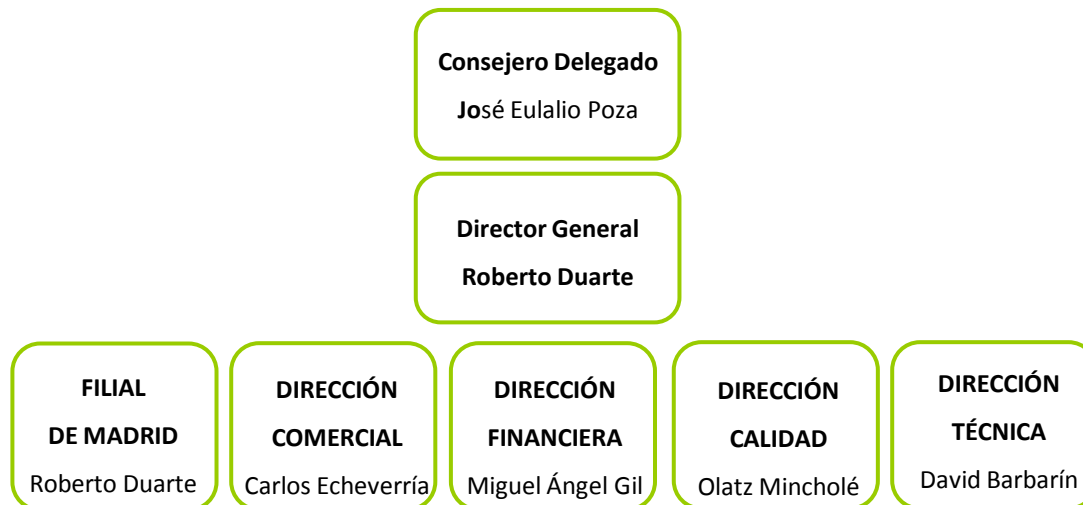 Consejero Delegado
José Eulalio Poza
Director General
Roberto Duarte
FILIAL
DE MADRID
Roberto Duarte
DIRECCIÓN
COMERCIAL
Carlos Echeverría
DIRECCIÓN
FINANCIERA
Miguel Ángel Gil
DIRECCIÓN
CALIDAD
Olatz Mincholé
DIRECCIÓN
TÉCNICA
David Barbarín